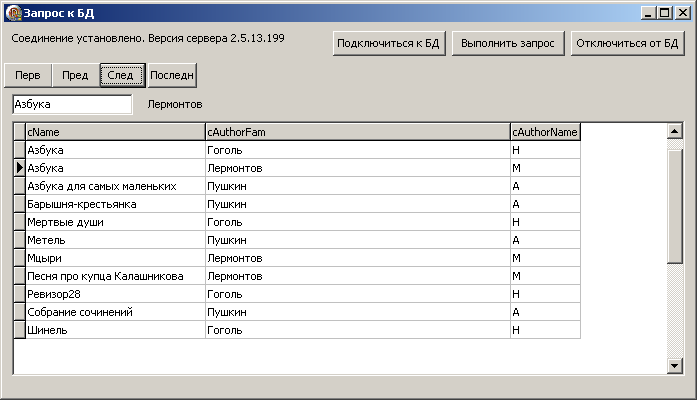 Запрос к БД
Соединение установлено. Версия сервера 2.5.13.199
Подключиться к БД Выполнить запрос Отключиться от БД
Перв Пред След Последн
Азбука Лермонтов
cName cAuthorFam cAuthorName
Азбука Гоголь Н
Азбука Лермонтов М
Азбука для самых маленьких Пушкин А
Барышня-крестьянка Пушкин А
Мертвые души Гоголь Н
Метель Пушкин А
Мцыри Лермонтов М
Песня про купца Калашникова Лермонтов М
Ревизор28 Гоголь Н
Собрание сочинений Пушкин А
Шинель Гоголь Н